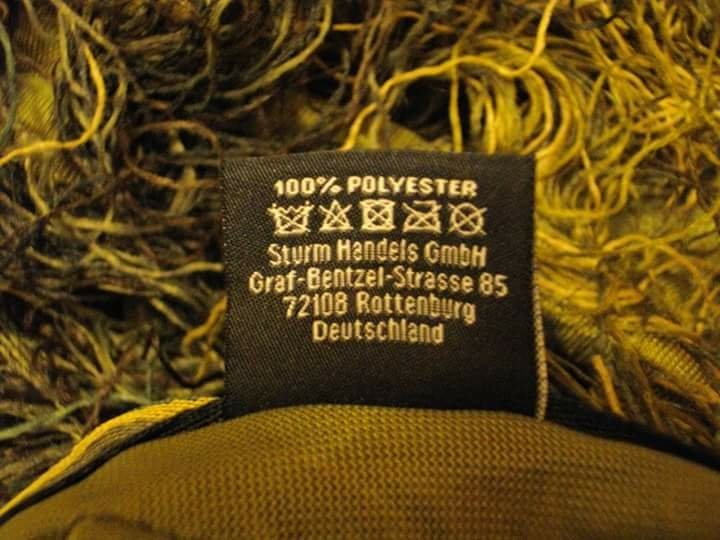 100% POLYESTER
Sturm Handels GmbH
Graf-Bentzel-Strasse 85
72108 Rottenburg
Deutschland